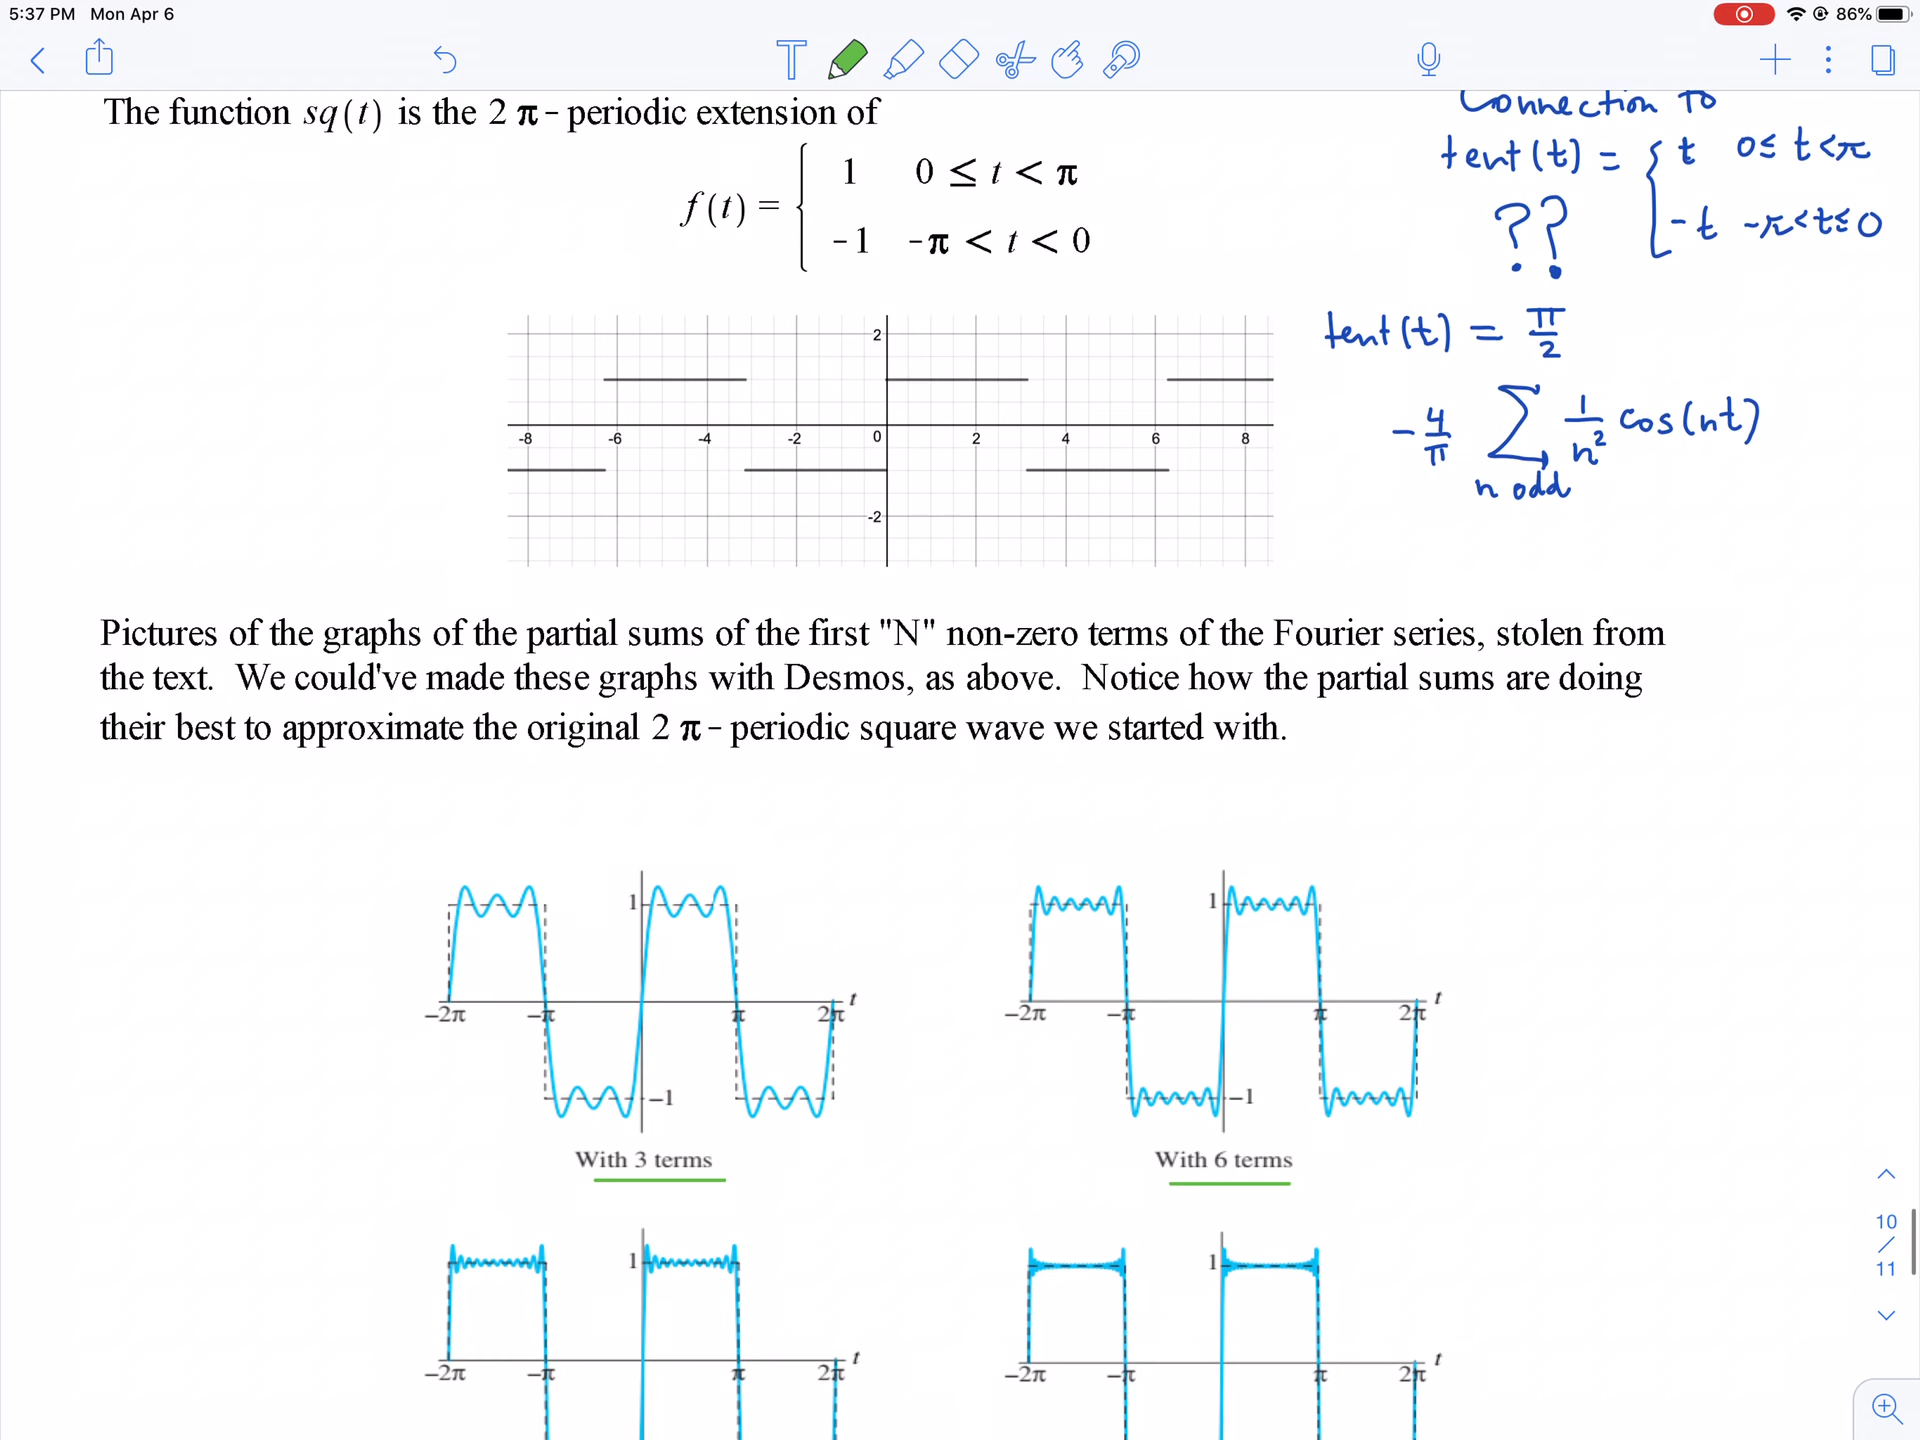 5:37 PM Mon Apr 6
86%
The function sq(t) is the 2 π - periodic extension of
f(t) = { 1 0 ≤ t < π
-1 -π < t < 0
Connection to
tent(t) = { t 0≤ t<π
-t -π<t≤0
??
tent(t) = π/2
- 4/π Σ 1/n² cos(nt)
n odd
2
-8 -6 -4 -2 0 2 4 6 8
-2
Pictures of the graphs of the partial sums of the first "N" non-zero terms of the Fourier series, stolen from
the text. We could've made these graphs with Desmos, as above. Notice how the partial sums are doing
their best to approximate the original 2 π - periodic square wave we started with.
1
−2π −π π 2π t
−1
With 3 terms
1
−2π −π π 2π t
−1
With 6 terms
1
−2π −π π 2π t
1
−2π −π π 2π t
10
/
11